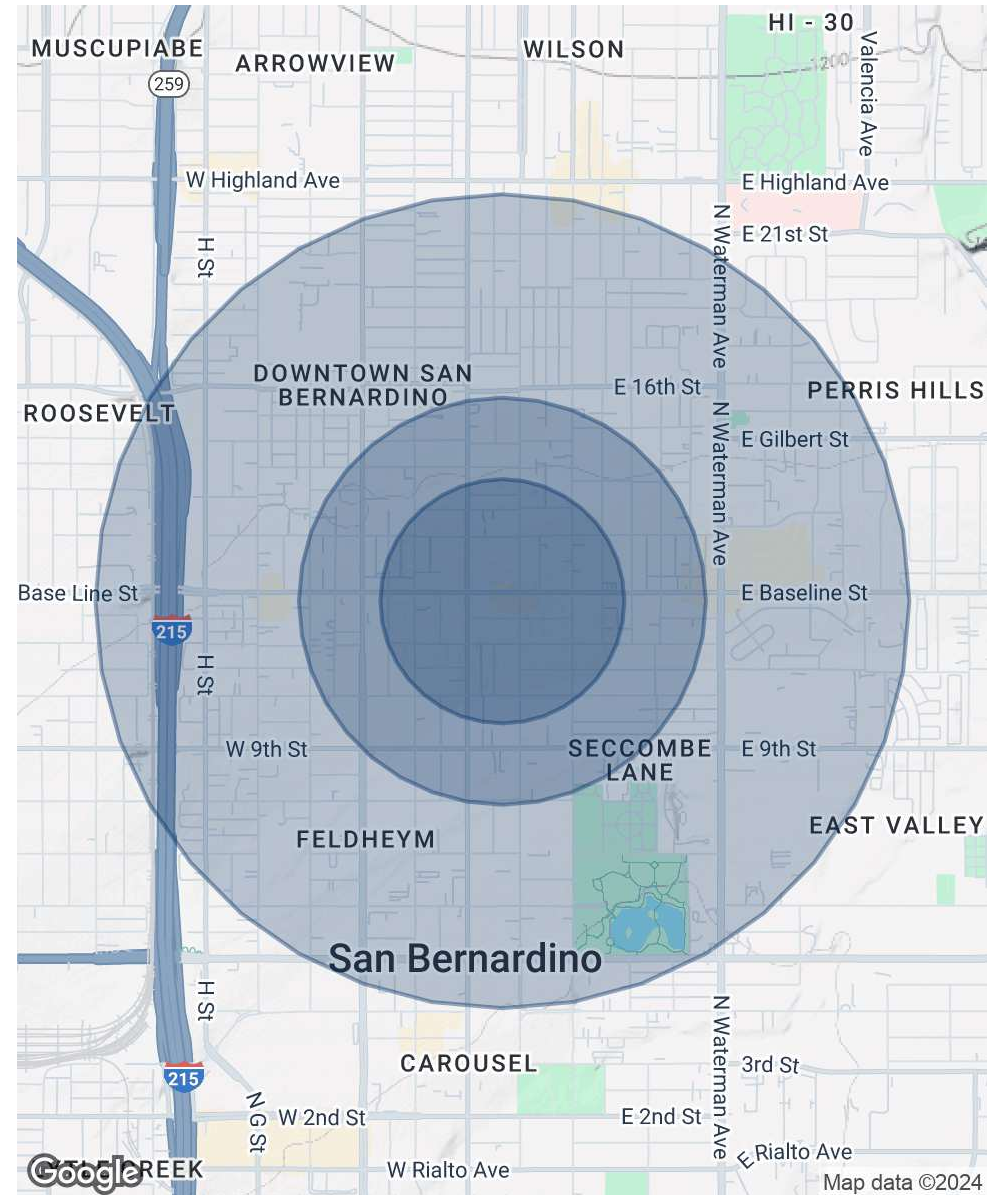 HI - 30
MUSCUPIABE
ARROWVIEW
WILSON
1200
Valencia Ave
259
W Highland Ave
E Highland Ave
N Waterman Ave
E 21st St
H St
DOWNTOWN SAN
BERNARDINO
E 16th St
PERRIS HILLS
ROOSEVELT
N Waterman Ave
E Gilbert St
Base Line St
E Baseline St
215
H St
W 9th St
SECCOMBE
LANE
E 9th St
FELDHEYM
EAST VALLEY
San Bernardino
H St
N Waterman Ave
CAROUSEL
3rd St
215
N G St
W 2nd St
E 2nd St
E Rialto Ave
Google
CREEK
W Rialto Ave
Map data ©2024